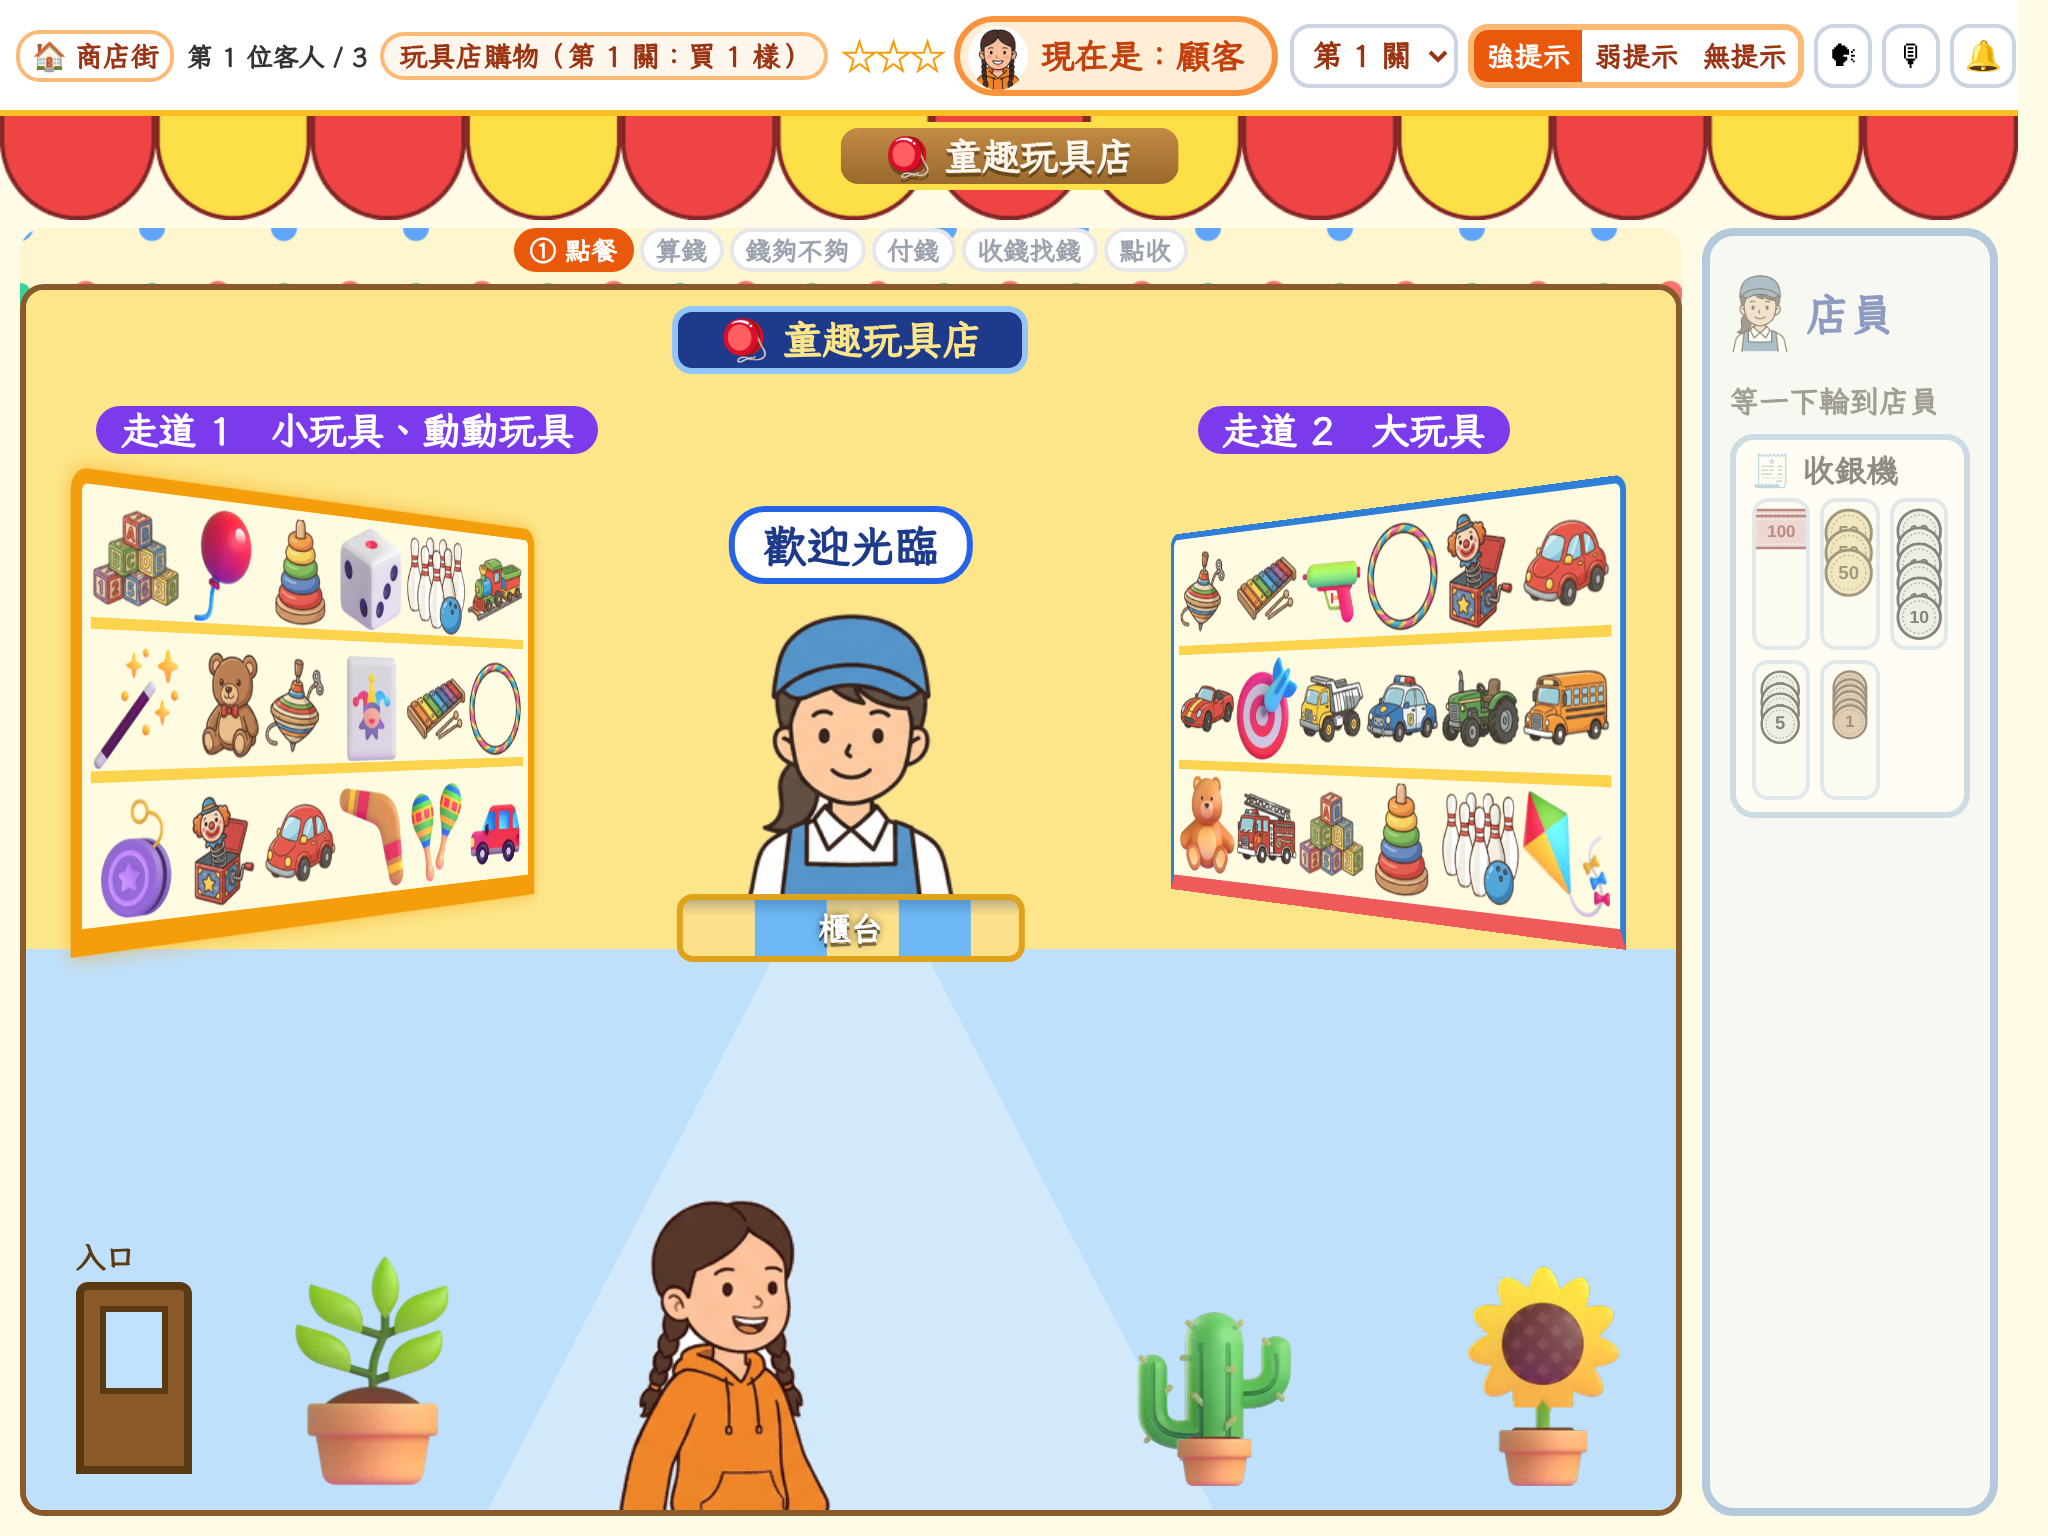 商店街
第 1 位客人 / 3
玩具店購物（第 1 關：買 1 樣）
現在是：顧客
第 1 關
強提示
弱提示
無提示
童趣玩具店
① 點餐
算錢
錢夠不夠
付錢
收錢找錢
點收
童趣玩具店
走道 1 小玩具、動動玩具
走道 2 大玩具
歡迎光臨
櫃台
入口
店員
等一下輪到店員
收銀機
100
50
10
5
1